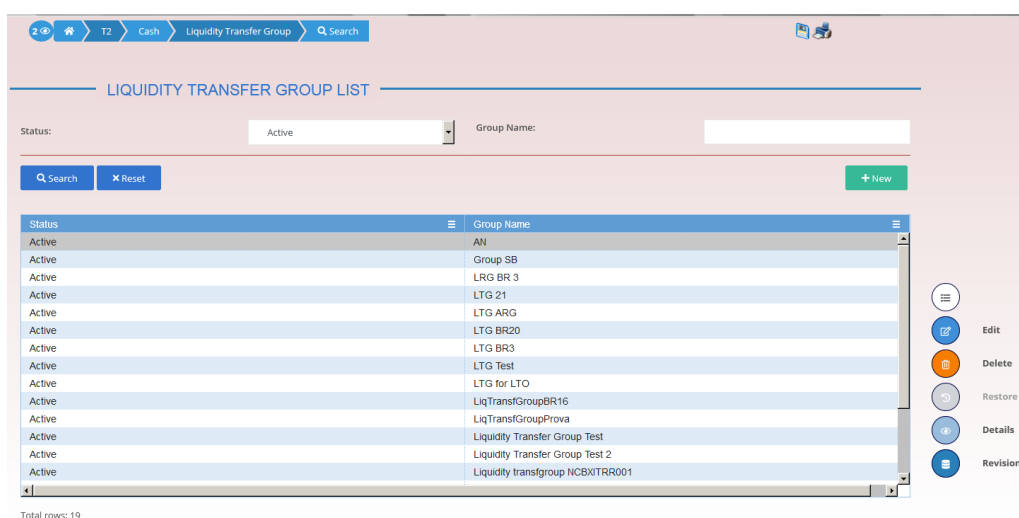 2 T2 Cash Liquidity Transfer Group Search
LIQUIDITY TRANSFER GROUP LIST
Status: Active Group Name:
Search Reset New
Status Group Name
Active AN
Active Group SB
Active LRG BR 3
Active LTG 21
Active LTG ARG
Active LTG BR20
Active LTG BR3
Active LTG Test
Active LTG for LTO
Active LiqTransfGroupBR16
Active LiqTransfGroupProva
Active Liquidity Transfer Group Test
Active Liquidity Transfer Group Test 2
Active Liquidity transfgroup NCBXITRR001
Edit
Delete
Restore
Details
Revision
Total rows: 19